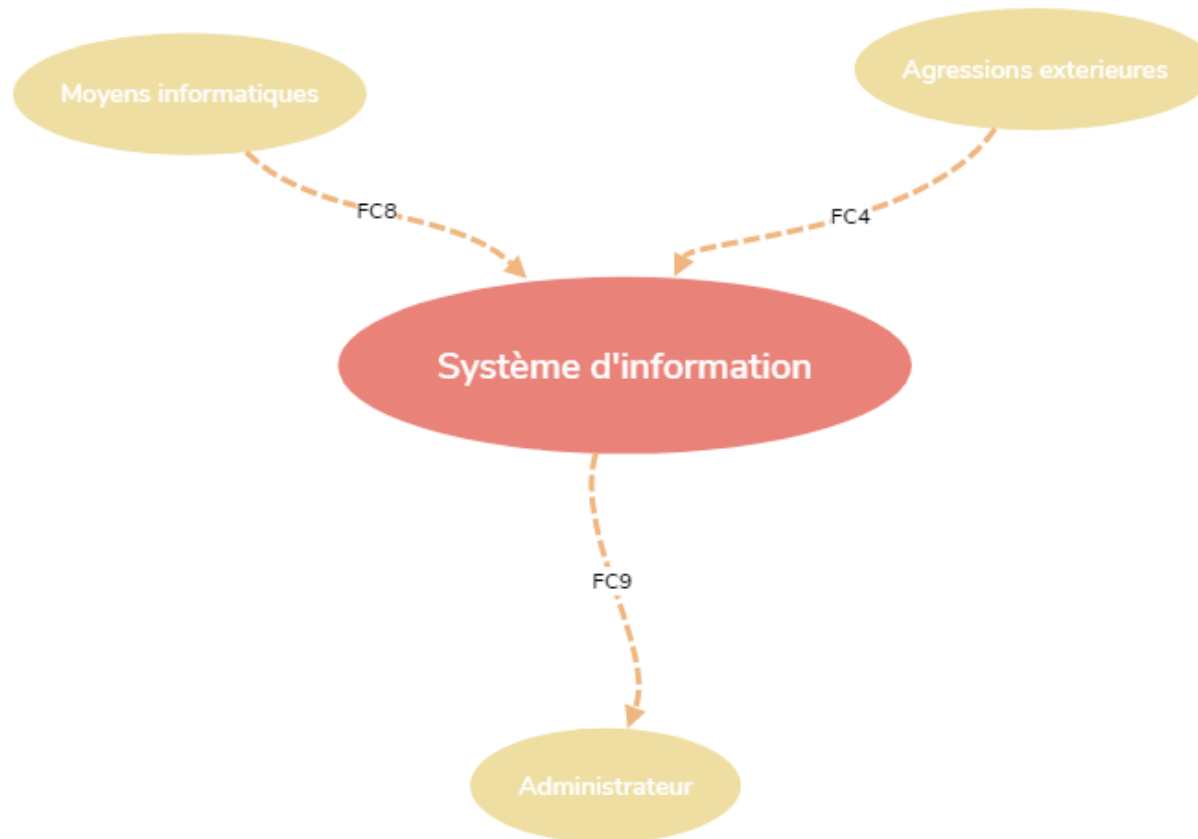 Agressions exterieures
Moyens informatiques
FC8
FC4
Système d'information
FC9
Administrateur